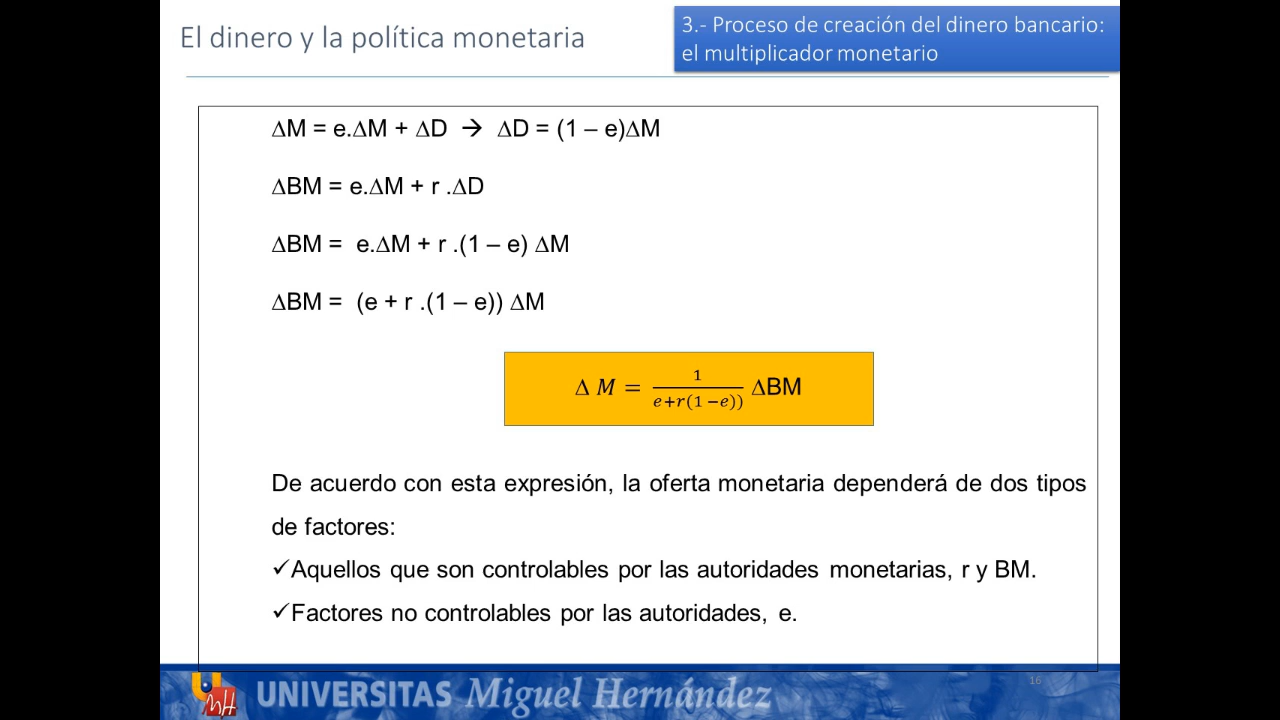 El dinero y la política monetaria
3.- Proceso de creación del dinero bancario:
el multiplicador monetario
∆M = e.∆M + ∆D → ∆D = (1 – e)∆M
∆BM = e.∆M + r .∆D
∆BM = e.∆M + r .(1 – e) ∆M
∆BM = (e + r .(1 – e)) ∆M
∆ M = 1 / e+r(1 −e)) ∆BM
De acuerdo con esta expresión, la oferta monetaria dependerá de dos tipos
de factores:
✓Aquellos que son controlables por las autoridades monetarias, r y BM.
✓Factores no controlables por las autoridades, e.
16
UNIVERSITAS Miguel Hernández